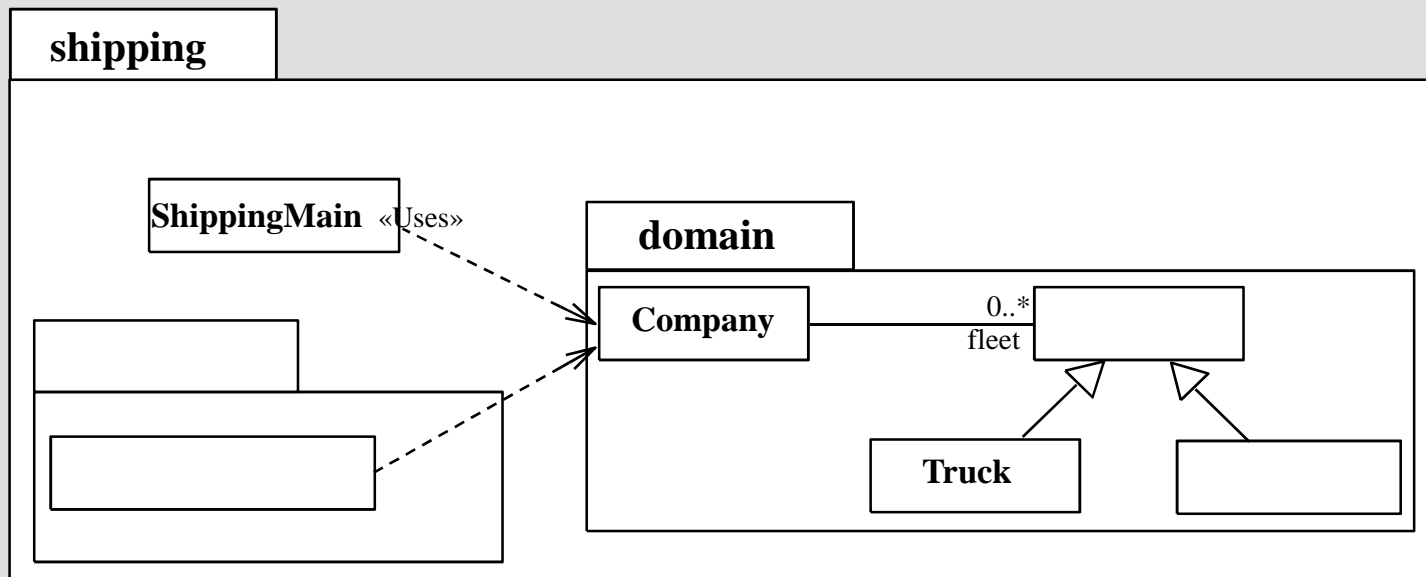 shipping
ShippingMain «Uses»
domain
Company
0..*
fleet
Truck